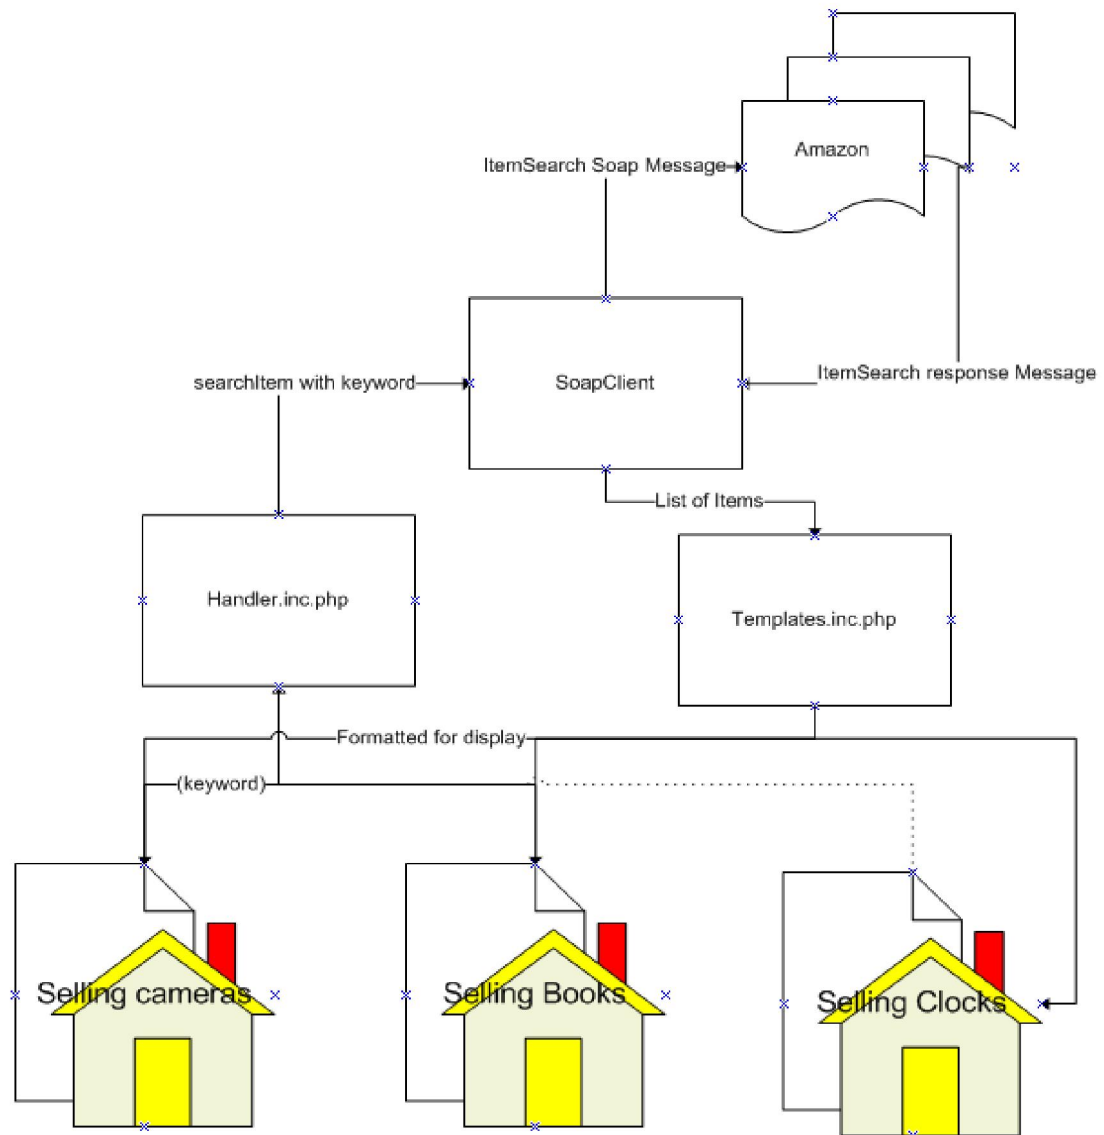 Amazon
ItemSearch Soap Message
SoapClient
searchItem with keyword
ItemSearch response Message
List of Items
Handler.inc.php
Templates.inc.php
Formatted for display
(keyword)
Selling cameras
Selling Books
Selling Clocks